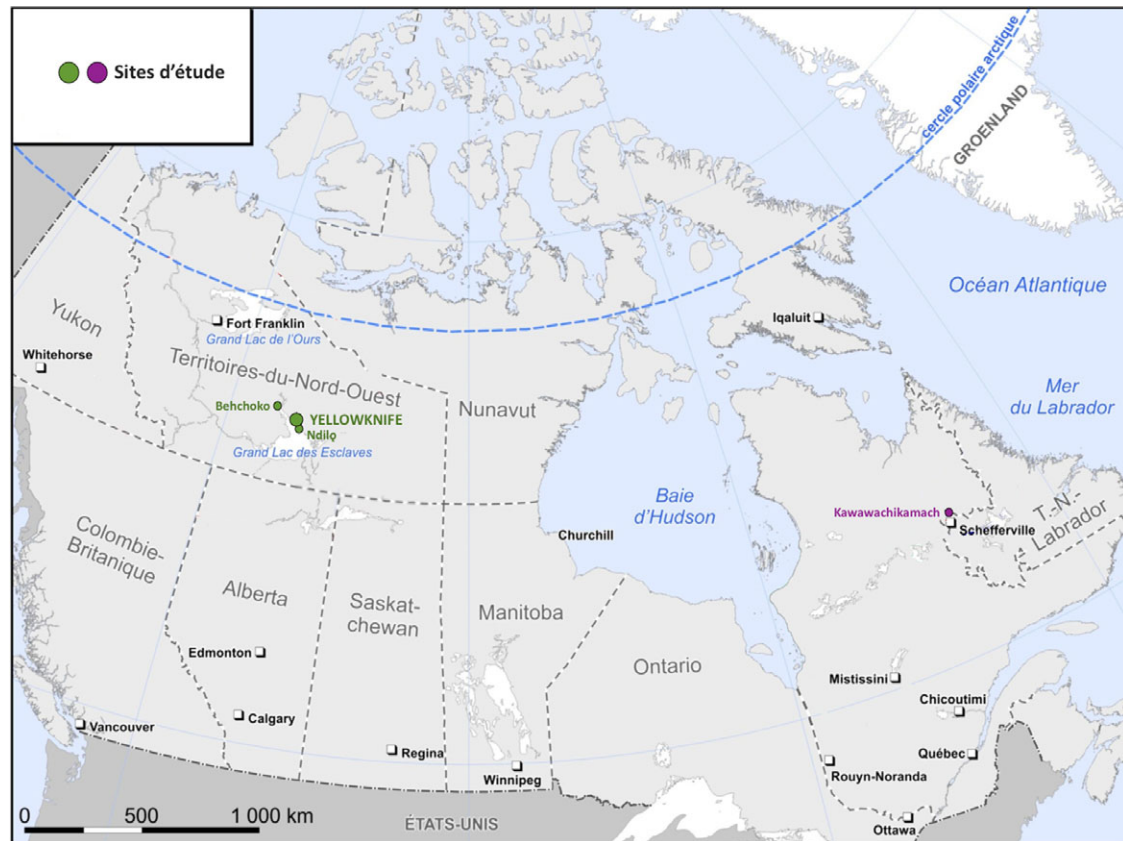 Sites d'étude
cercle polaire arctique
GROENLAND
Océan Atlantique
Iqaluit
Yukon
Fort Franklin
Grand Lac de l'Ours
Whitehorse
Territoires-du-Nord-Ouest
Mer
du Labrador
Behchoko
YELLOWKNIFE
Ndilǫ
Nunavut
Grand Lac des Esclaves
Baie
d'Hudson
Kawawachikamach
Schefferville
T.-N.-
Labrador
Churchill
Colombie-
Britanique
Alberta
Saskat-
chewan
Manitoba
Ontario
Edmonton
Mistissini
Chicoutimi
Calgary
Vancouver
Regina
Winnipeg
Québec
Rouyn-Noranda
0 500 1 000 km
ÉTATS-UNIS
Ottawa